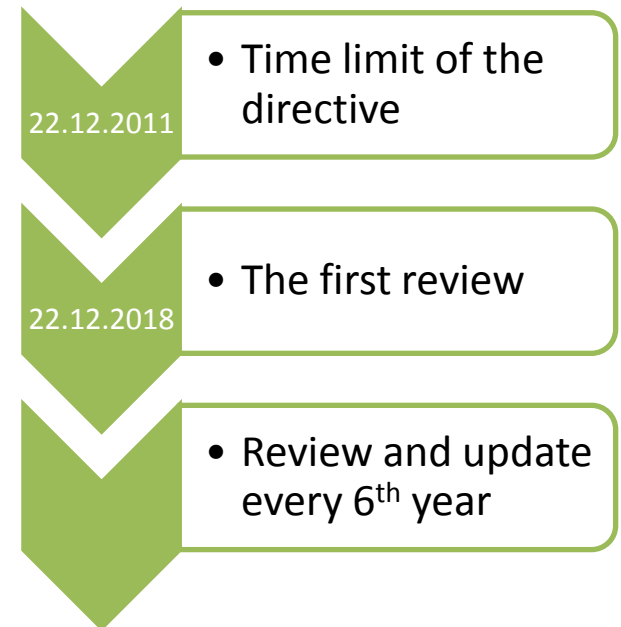 22.12.2011
• Time limit of the
directive
22.12.2018
• The first review
• Review and update
every 6th year